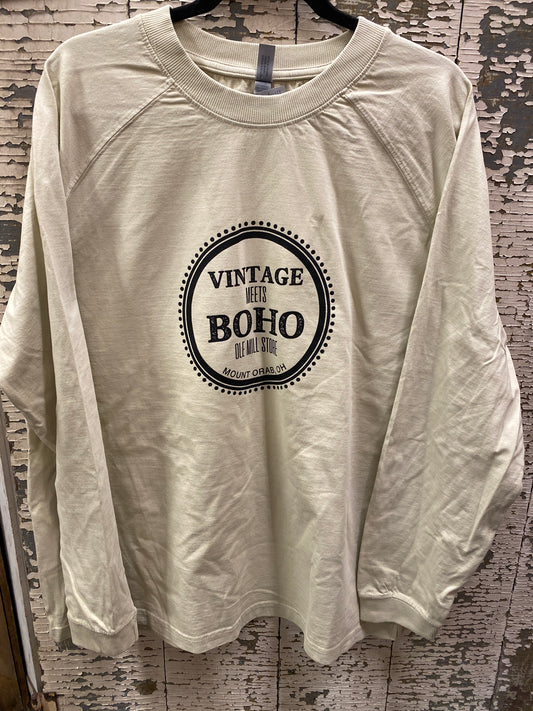 VINTAGE
MEETS
BOHO
OLE MILL STORE
MOUNT ORAB, OH